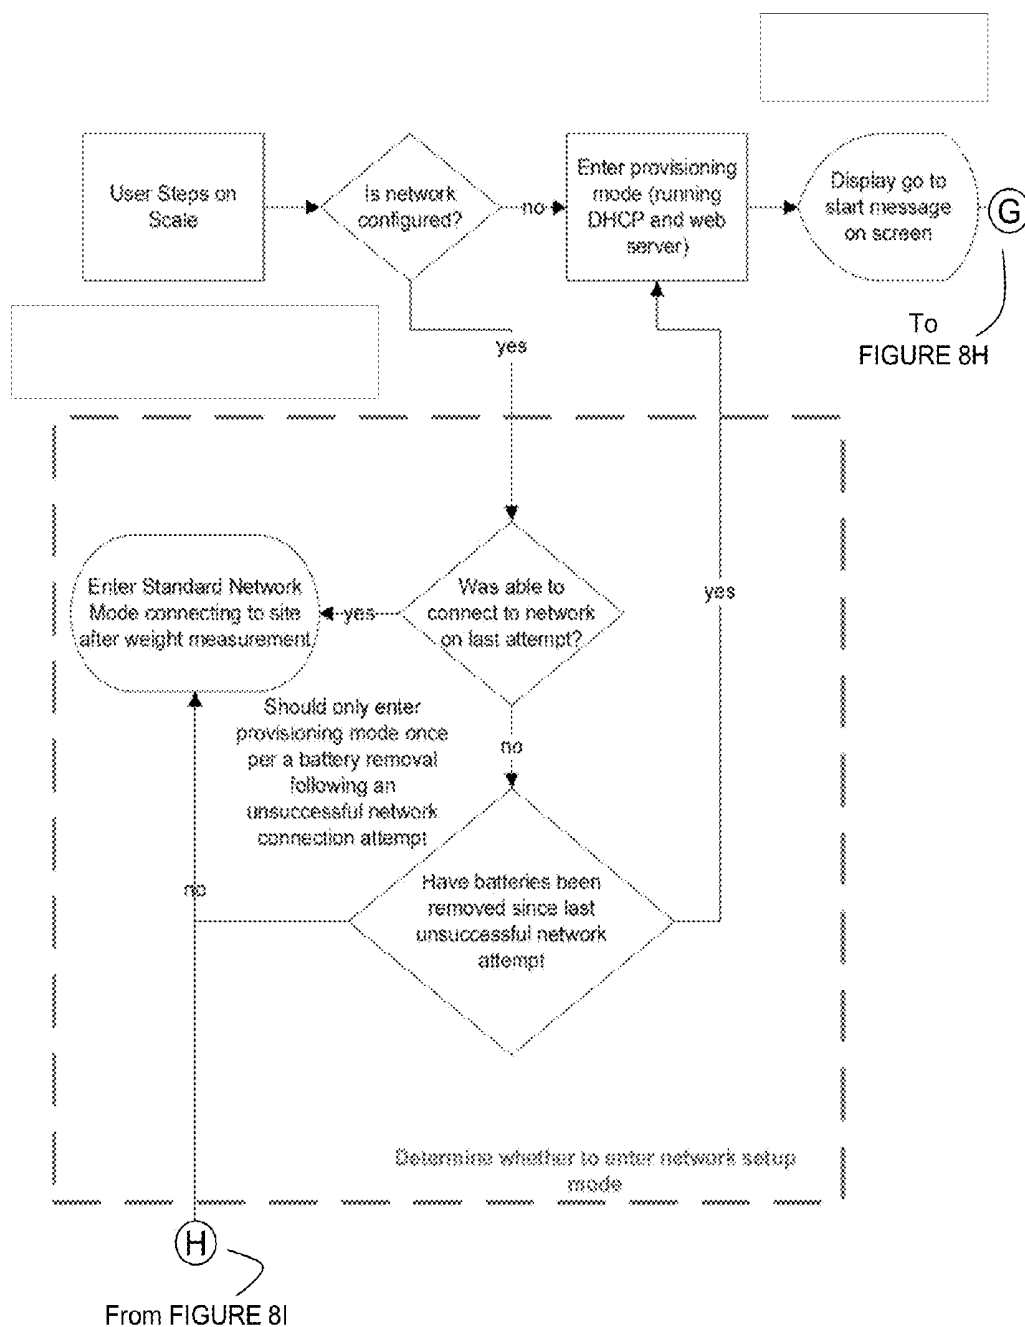 User Steps on
Scale
Is network
configured?
no
Enter provisioning
mode (running
DHCP and web
server)
Display go to
start message
on screen
G
To
FIGURE 8H
yes
Enter Standard Network
Mode connecting to site
after weight measurement
yes
Was able to
connect to network
on last attempt?
yes
Should only enter
provisioning mode once
per a battery removal
following an
unsuccessful network
connection attempt
no
no
Have batteries been
removed since last
unsuccessful network
attempt
Determine whether to enter network setup
mode
H
From FIGURE 8I